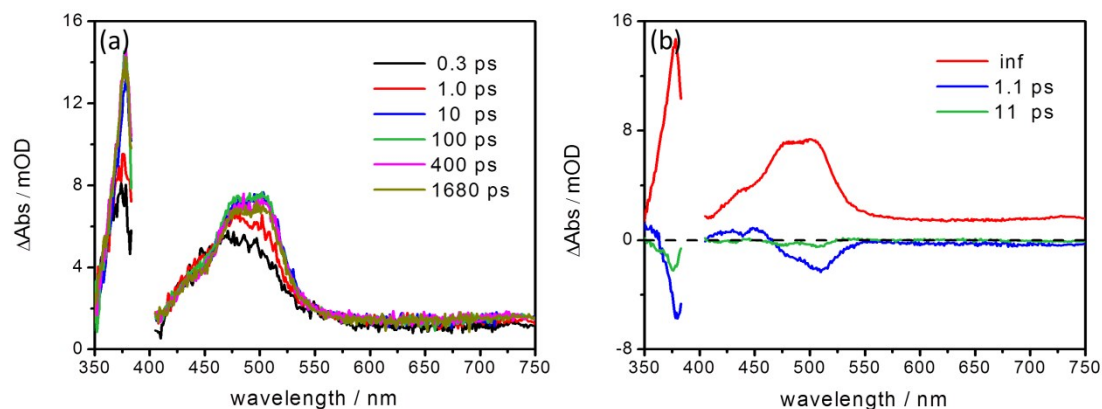 (a)
0.3 ps
1.0 ps
10 ps
100 ps
400 ps
1680 ps
16
12
8
4
0
350 400 450 500 550 600 650 700 750
wavelength / nm
ΔAbs / mOD
(b)
inf
1.1 ps
11 ps
16
8
0
-8
350 400 450 500 550 600 650 700 750
wavelength / nm
ΔAbs / mOD